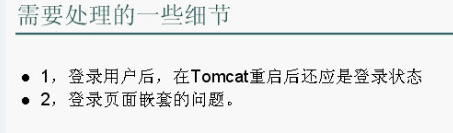 需要处理的一些细节
● 1，登录用户后，在Tomcat重启后还应是登录状态
● 2，登录页面嵌套的问题。